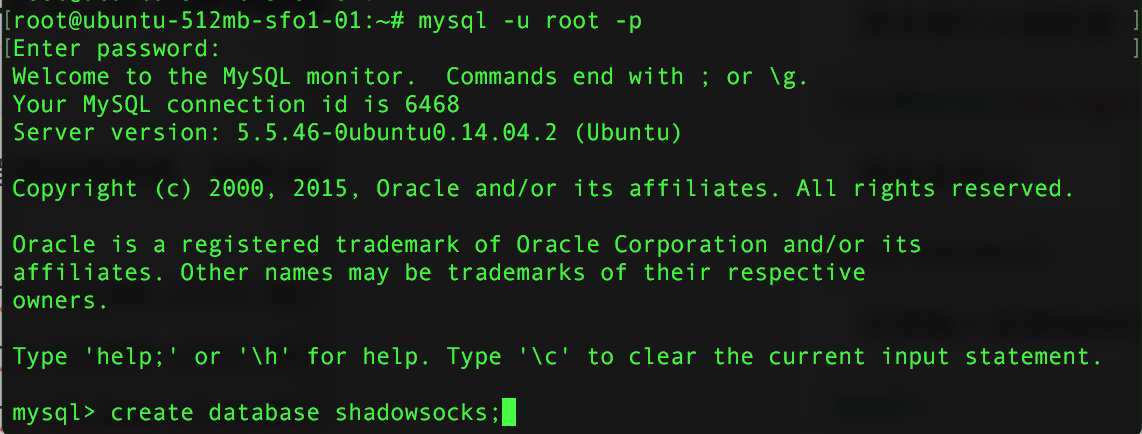 [root@ubuntu-512mb-sfo1-01:~# mysql -u root -p ]
[Enter password: ]
Welcome to the MySQL monitor.  Commands end with ; or \g.
Your MySQL connection id is 6468
Server version: 5.5.46-0ubuntu0.14.04.2 (Ubuntu)
Copyright (c) 2000, 2015, Oracle and/or its affiliates. All rights reserved.
Oracle is a registered trademark of Oracle Corporation and/or its
affiliates. Other names may be trademarks of their respective
owners.
Type 'help;' or '\h' for help. Type '\c' to clear the current input statement.
mysql> create database shadowsocks;